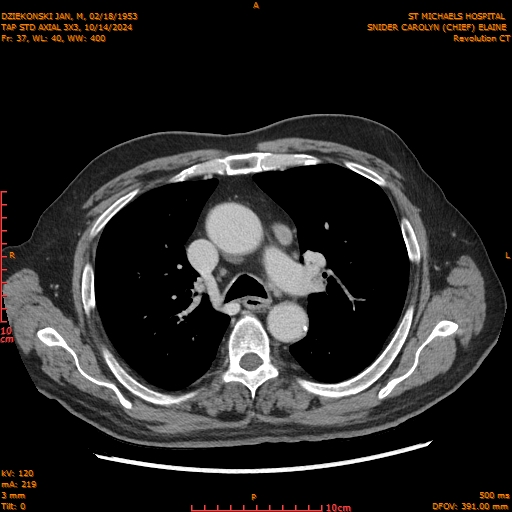 DZIEKONSKI JAN, M, 02/18/1953
TAP STD AXIAL 3X3, 10/14/2024
Fr: 37, WL: 40, WW: 400
A
ST MICHAELS HOSPITAL
SNIDER CAROLYN (CHIEF) ELAINE
Revolution CT
R
L
10
cm
kV: 120
mA: 219
3 mm
Tilt: 0
P
10cm
500 ms
DFOV: 391.00 mm